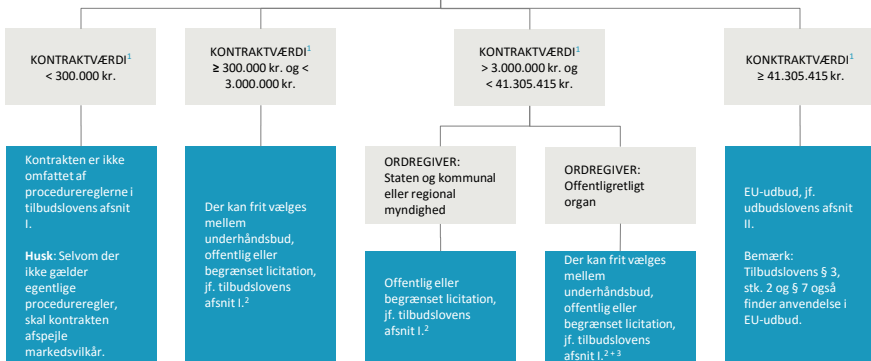 KONTRAKTVÆRDI¹
< 300.000 kr.
KONTRAKTVÆRDI¹
≥ 300.000 kr. og <
3.000.000 kr.
KONTRAKTVÆRDI¹
> 3.000.000 kr. og
< 41.305.415 kr.
KONKTRAKTVÆRDI¹
≥ 41.305.415 kr.
Kontrakten er ikke
omfattet af
procedurereglerne i
tilbudslovens afsnit
I.
Husk: Selvom der
ikke gælder
egentlige
procedureregler,
skal kontrakten
afspejle
markedsvilkår.
Der kan frit vælges
mellem
underhåndsbud,
offentlig eller
begrænset licitation,
jf. tilbudslovens
afsnit I.²
ORDREGIVER:
Staten og kommunal
eller regional
myndighed
Offentlig eller
begrænset licitation,
jf. tilbudslovens
afsnit I.²
ORDREGIVER:
Offentligretligt
organ
Der kan frit vælges
mellem
underhåndsbud,
offentlig eller
begrænset licitation,
jf. tilbudslovens
afsnit I.² ⁺ ³
EU-udbud, jf.
udbudslovens afsnit
II.
Bemærk:
Tilbudslovens § 3,
stk. 2 og § 7 også
finder anvendelse i
EU-udbud.